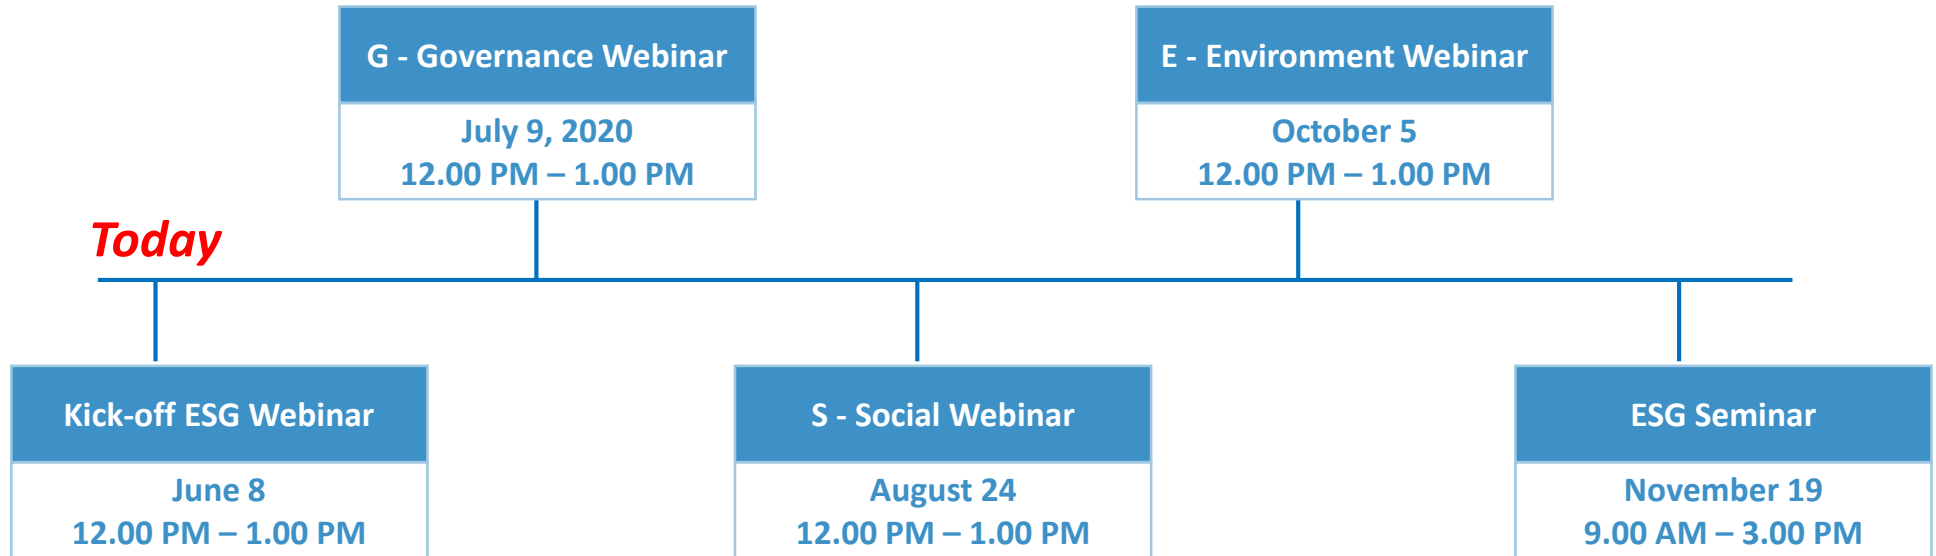 G - Governance Webinar
July 9, 2020
12.00 PM – 1.00 PM
E - Environment Webinar
October 5
12.00 PM – 1.00 PM
Today
Kick-off ESG Webinar
June 8
12.00 PM – 1.00 PM
S - Social Webinar
August 24
12.00 PM – 1.00 PM
ESG Seminar
November 19
9.00 AM – 3.00 PM